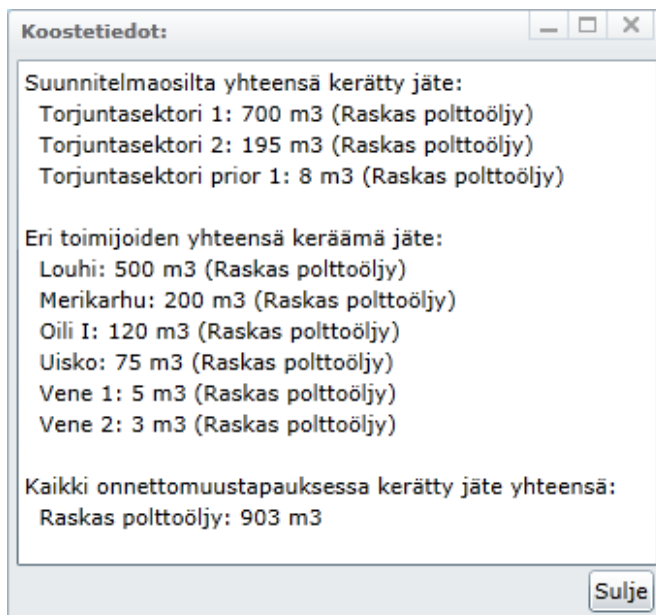 Koostetiedot:
Suunnitelmaosilta yhteensä kerätty jäte:
Torjuntasektori 1: 700 m3 (Raskas polttoöljy)
Torjuntasektori 2: 195 m3 (Raskas polttoöljy)
Torjuntasektori prior 1: 8 m3 (Raskas polttoöljy)
Eri toimijoiden yhteensä keräämä jäte:
Louhi: 500 m3 (Raskas polttoöljy)
Merikarhu: 200 m3 (Raskas polttoöljy)
Oili I: 120 m3 (Raskas polttoöljy)
Uisko: 75 m3 (Raskas polttoöljy)
Vene 1: 5 m3 (Raskas polttoöljy)
Vene 2: 3 m3 (Raskas polttoöljy)
Kaikki onnettomuustapauksessa kerätty jäte yhteensä:
Raskas polttoöljy: 903 m3
Sulje